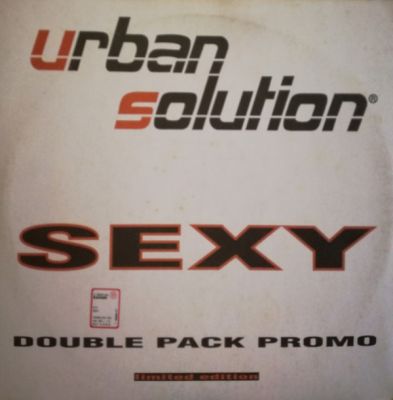 urban
solution®
SEXY
DOUBLE PACK PROMO
limited edition